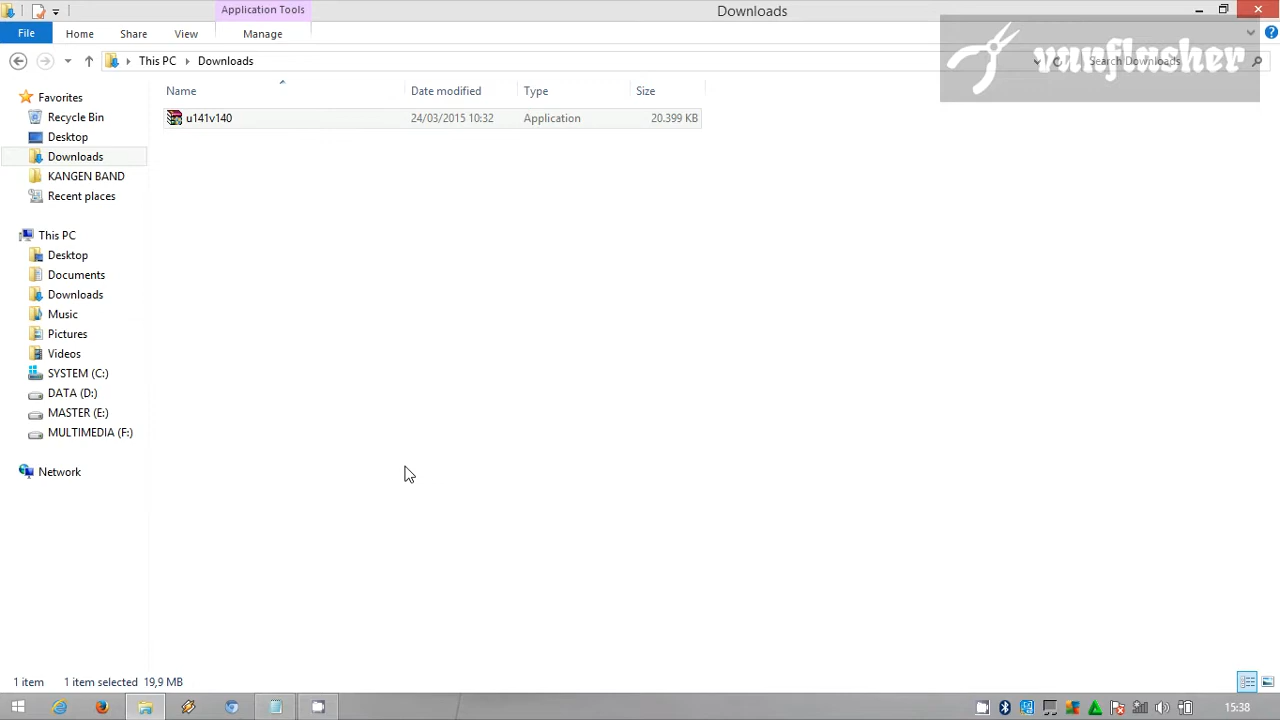 Application Tools
Downloads
File
Home
Share
View
Manage
This PC
Downloads
Search Downloads
vanflasher
Name
Date modified
Type
Size
u141v140
24/03/2015 10:32
Application
20.399 KB
Favorites
Recycle Bin
Desktop
Downloads
KANGEN BAND
Recent places
This PC
Desktop
Documents
Downloads
Music
Pictures
Videos
SYSTEM (C:)
DATA (D:)
MASTER (E:)
MULTIMEDIA (F:)
Network
1 item
1 item selected 19,9 MB
15:38